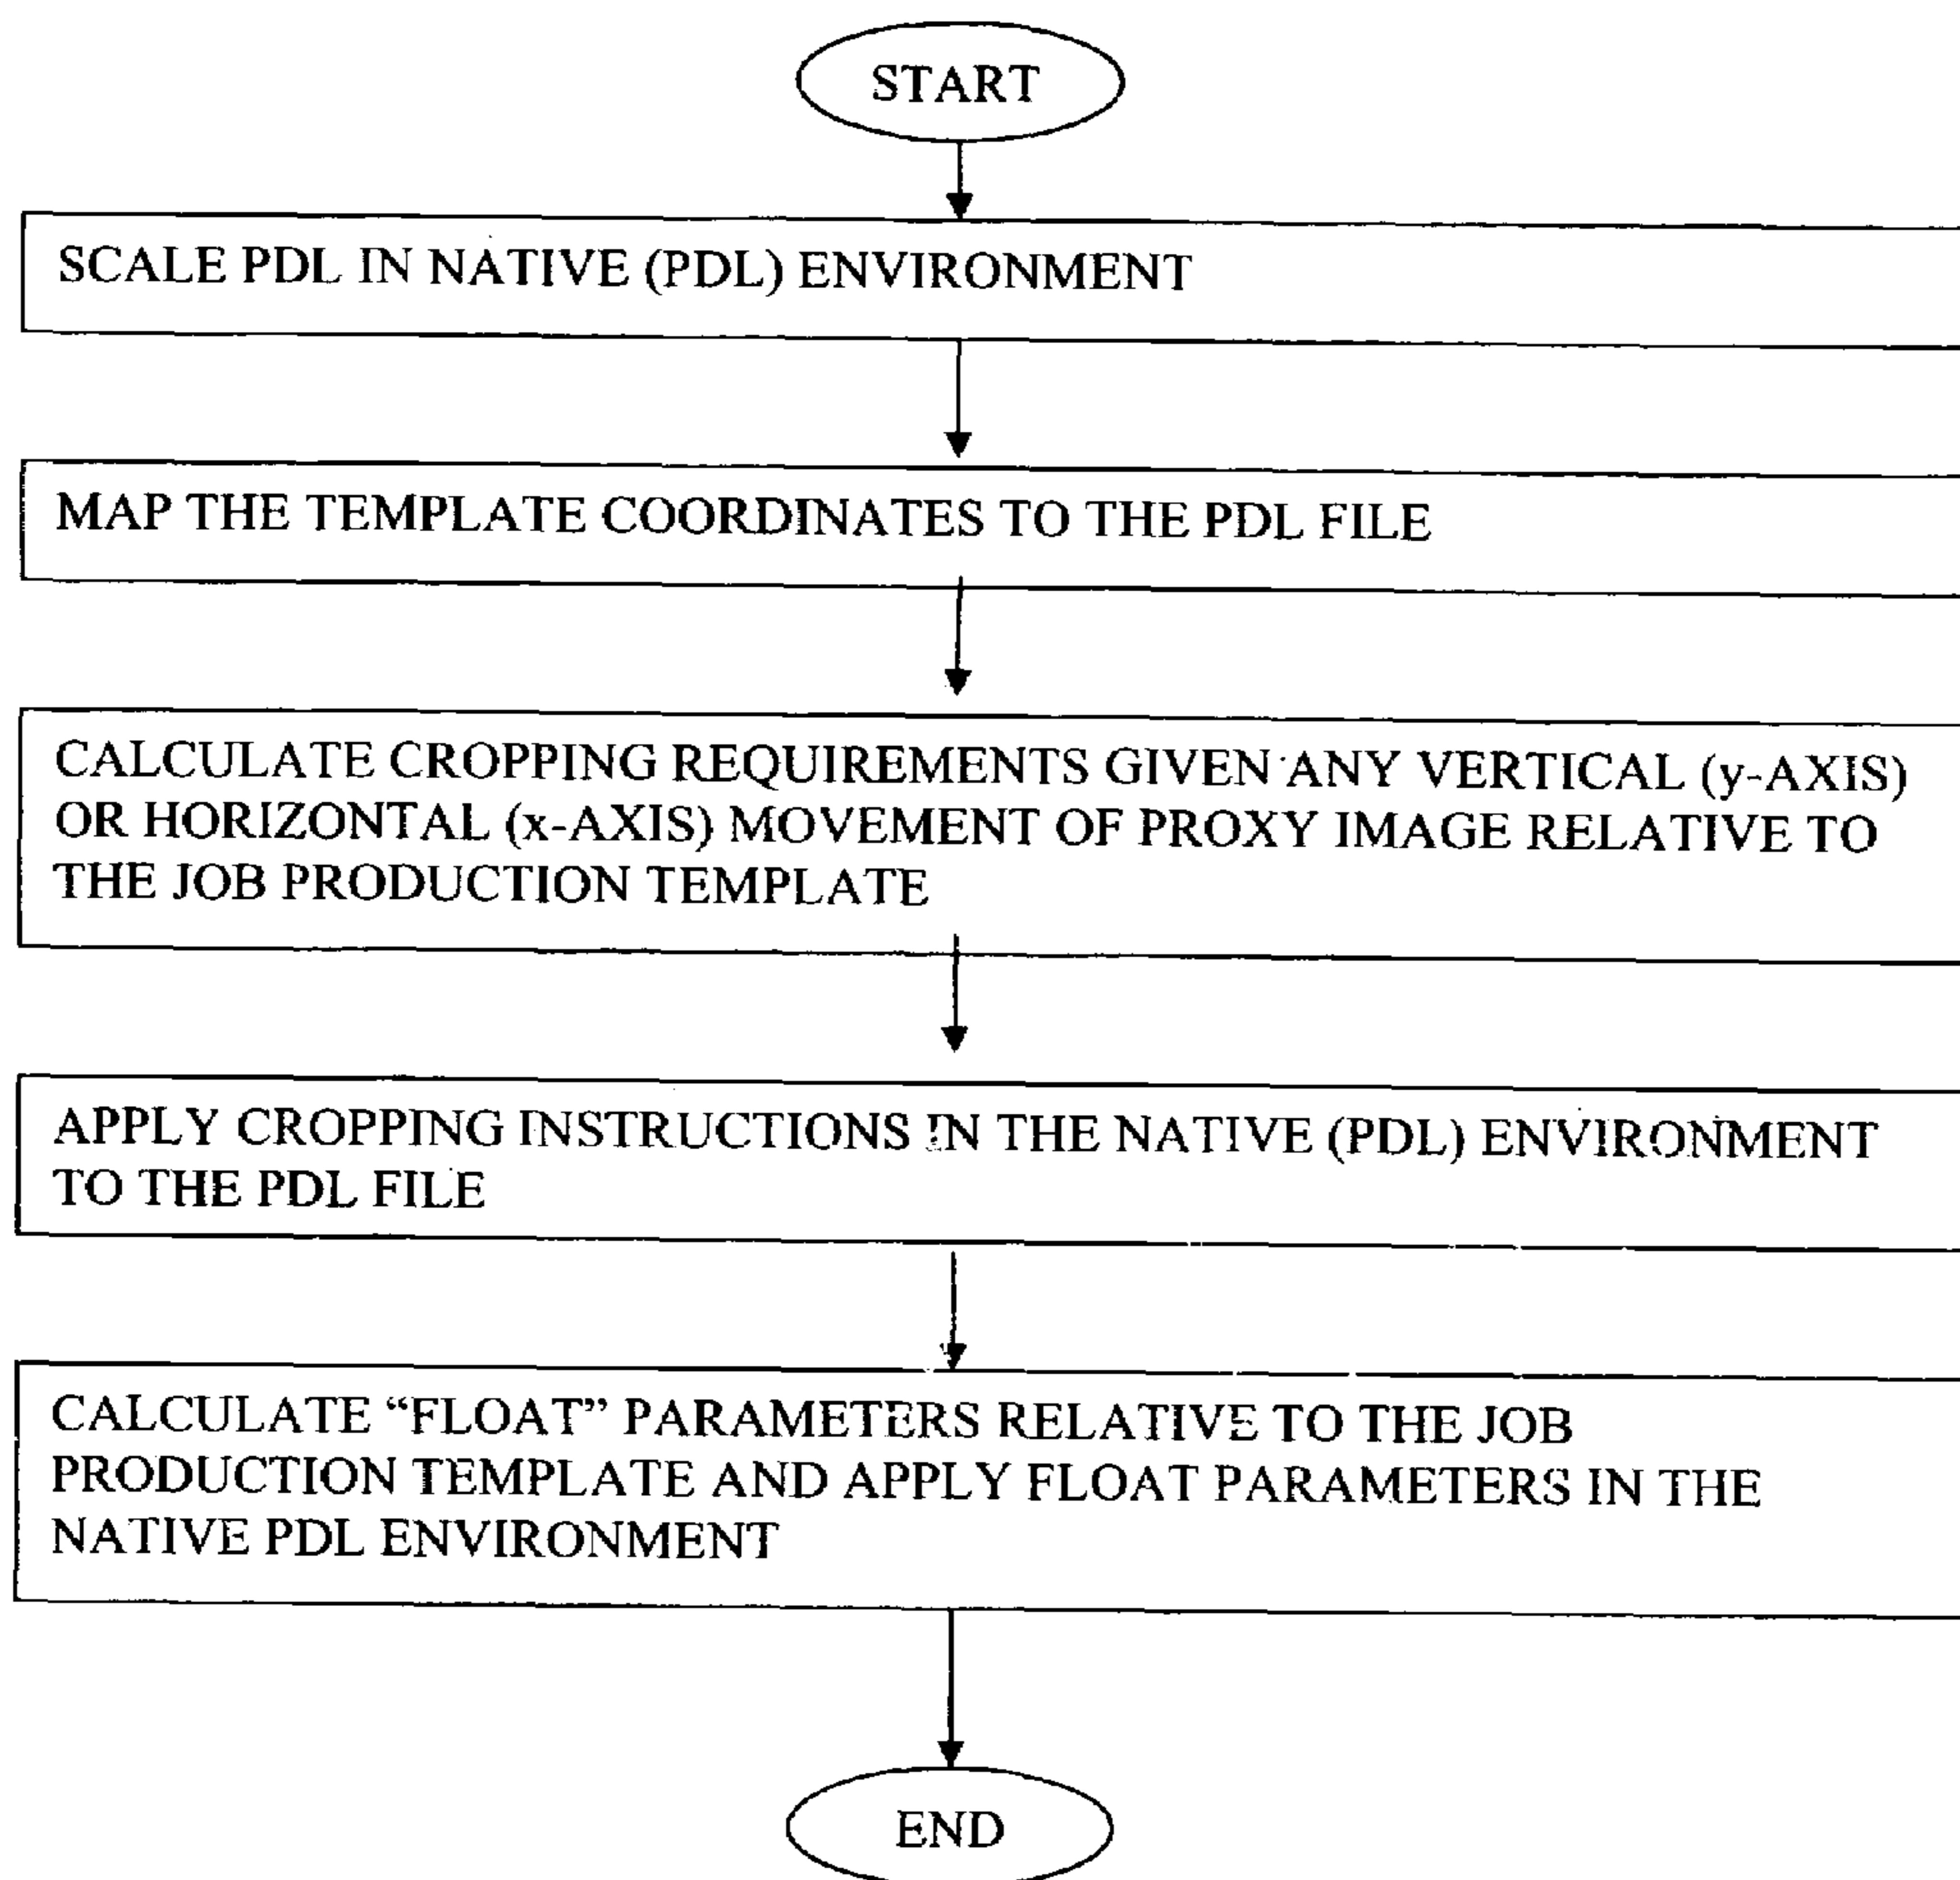 START
SCALE PDL IN NATIVE (PDL) ENVIRONMENT
MAP THE TEMPLATE COORDINATES TO THE PDL FILE
CALCULATE CROPPING REQUIREMENTS GIVEN ANY VERTICAL (y-AXIS)
OR HORIZONTAL (x-AXIS) MOVEMENT OF PROXY IMAGE RELATIVE TO
THE JOB PRODUCTION TEMPLATE
APPLY CROPPING INSTRUCTIONS IN THE NATIVE (PDL) ENVIRONMENT
TO THE PDL FILE
CALCULATE “FLOAT” PARAMETERS RELATIVE TO THE JOB
PRODUCTION TEMPLATE AND APPLY FLOAT PARAMETERS IN THE
NATIVE PDL ENVIRONMENT
END